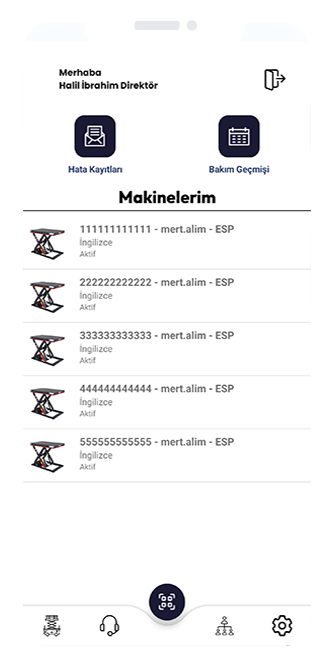 Merhaba
Halil İbrahim Direktör
Hata Kayıtları
Bakım Geçmişi
Makinelerim
111111111111 - mert.alim - ESP
İngilizce
Aktif
222222222222 - mert.alim - ESP
İngilizce
Aktif
333333333333 - mert.alim - ESP
İngilizce
Aktif
444444444444 - mert.alim - ESP
İngilizce
Aktif
555555555555 - mert.alim - ESP
İngilizce
Aktif